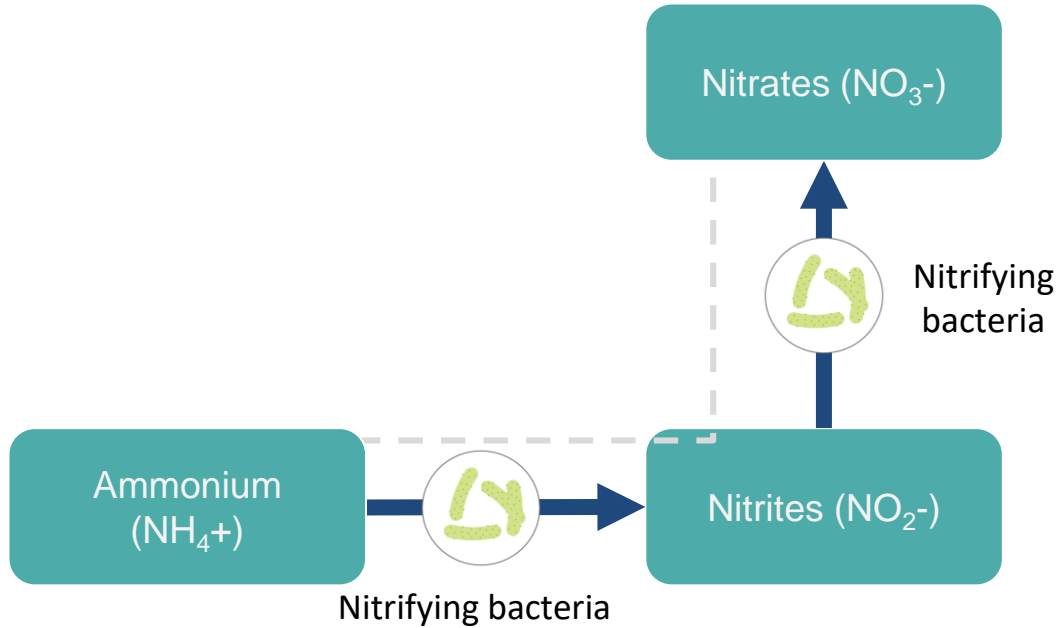 Nitrates (NO₃-)
Nitrifying
bacteria
Ammonium
(NH₄+)
Nitrites (NO₂-)
Nitrifying bacteria